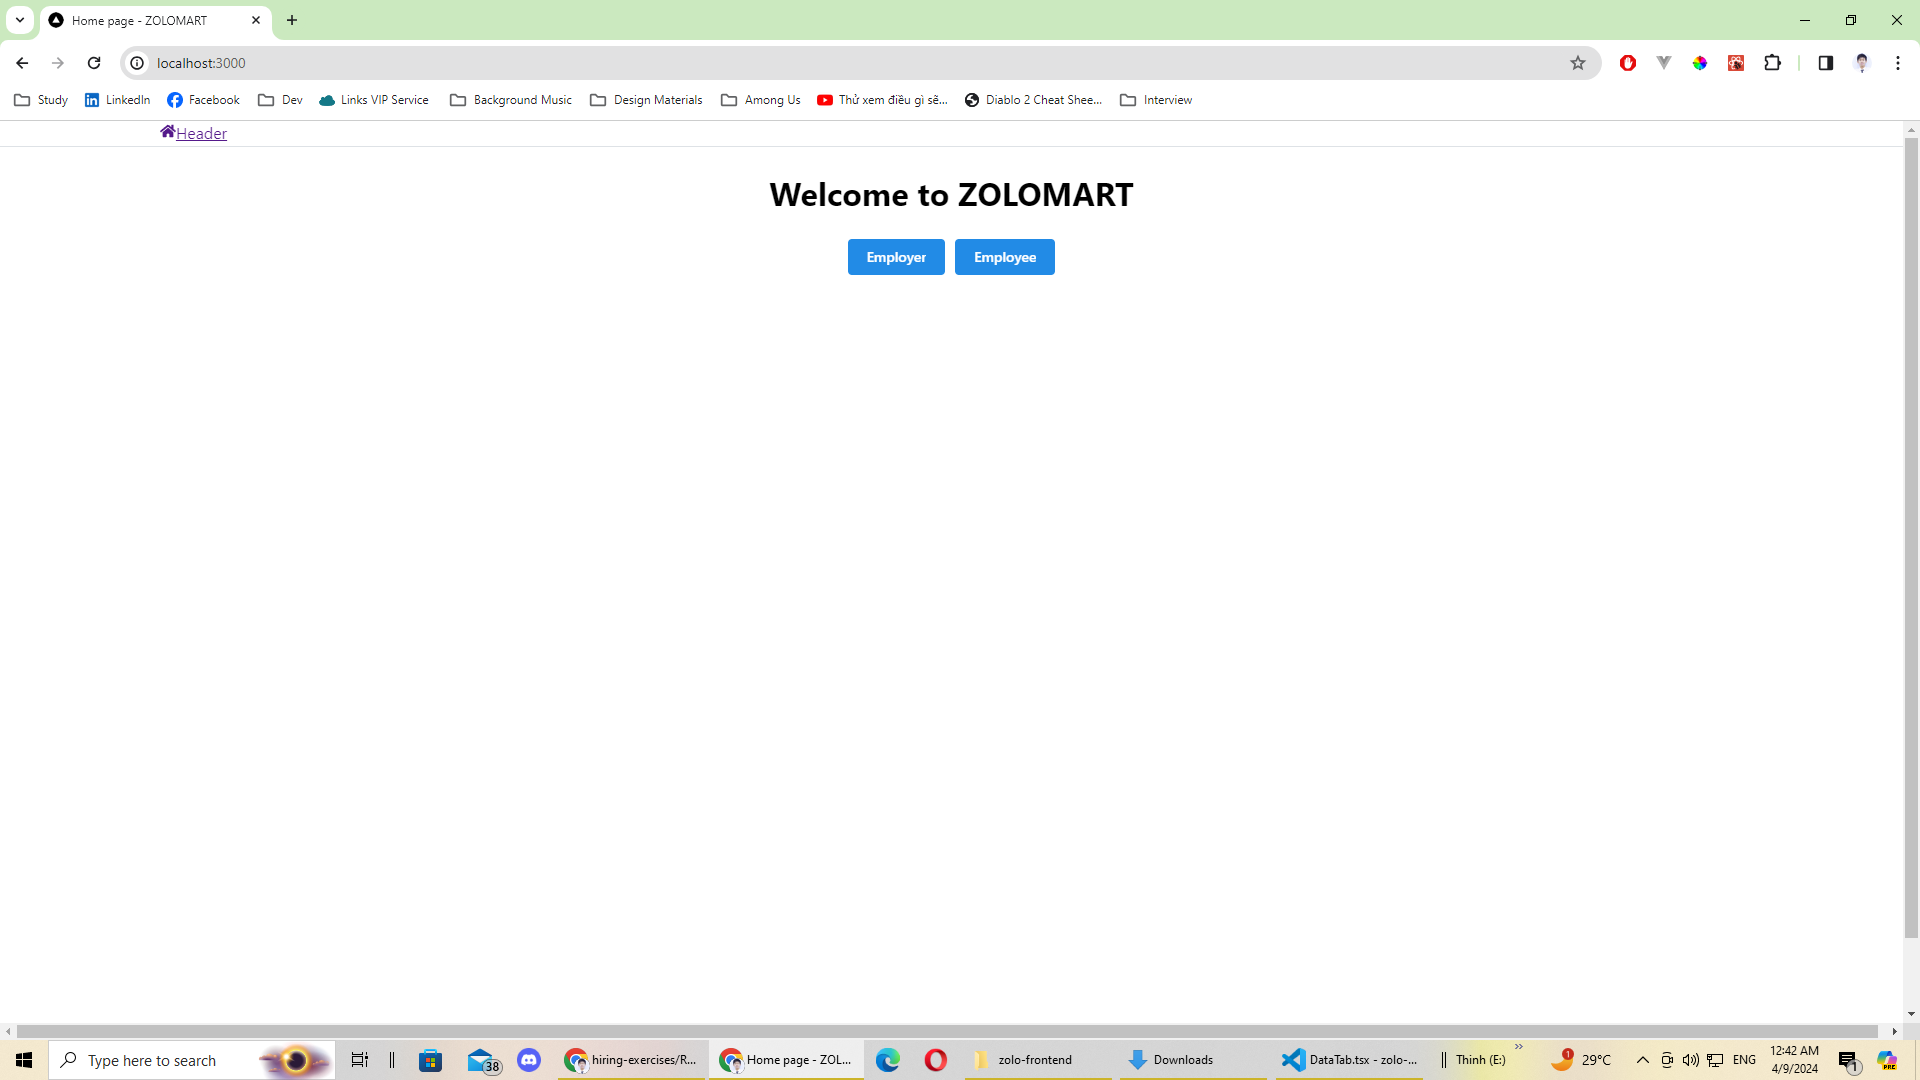 Home page - ZOLOMART
localhost:3000
Study LinkedIn Facebook Dev Links VIP Service Background Music Design Materials Among Us Thử xem điều gì sẽ... Diablo 2 Cheat Shee... Interview
Header
Welcome to ZOLOMART
Employer Employee
Type here to search 38 hiring-exercises/R... Home page - ZOL... zolo-frontend Downloads DataTab.tsx - zolo-... Thinh (E:) 1 29°C ENG 12:42 AM 1 PRE
4/9/2024